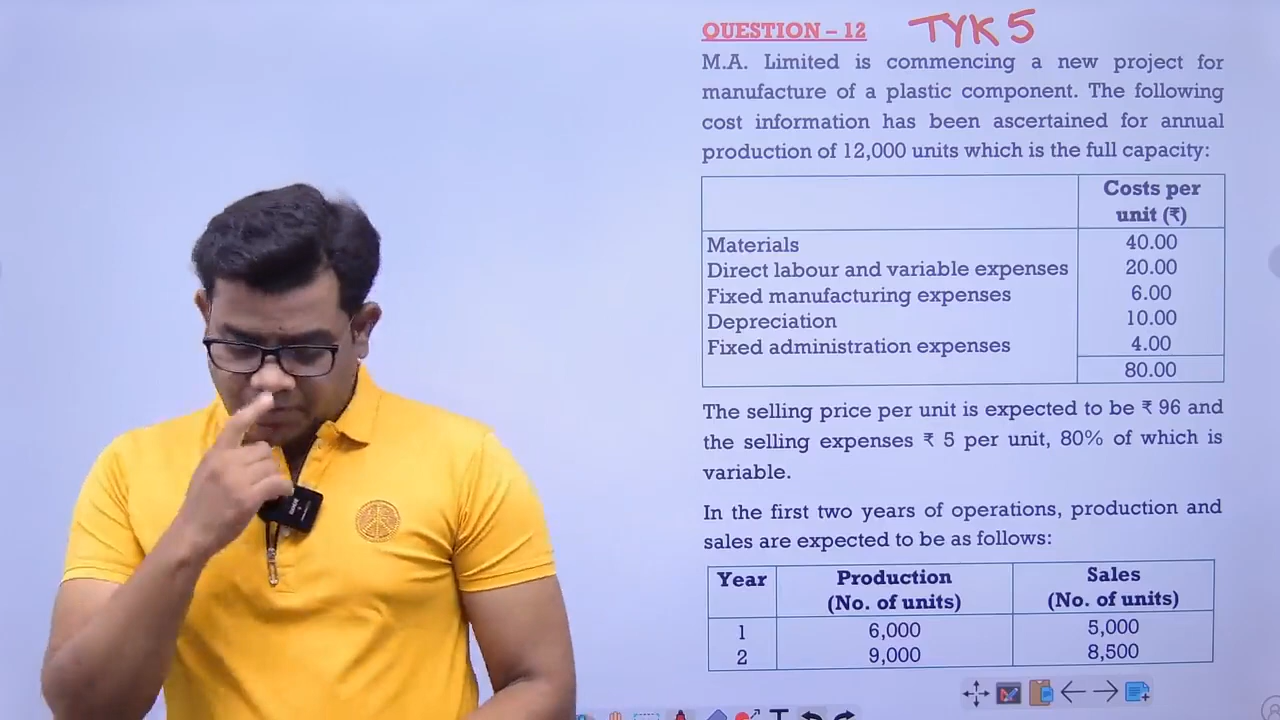 QUESTION – 12 TYK 5
M.A. Limited is commencing a new project for
manufacture of a plastic component. The following
cost information has been ascertained for annual
production of 12,000 units which is the full capacity:
Costs per
unit (₹)
Materials 40.00
Direct labour and variable expenses 20.00
Fixed manufacturing expenses 6.00
Depreciation 10.00
Fixed administration expenses 4.00
80.00
The selling price per unit is expected to be ₹ 96 and
the selling expenses ₹ 5 per unit, 80% of which is
variable.
In the first two years of operations, production and
sales are expected to be as follows:
Year Production Sales
(No. of units) (No. of units)
1 6,000 5,000
2 9,000 8,500